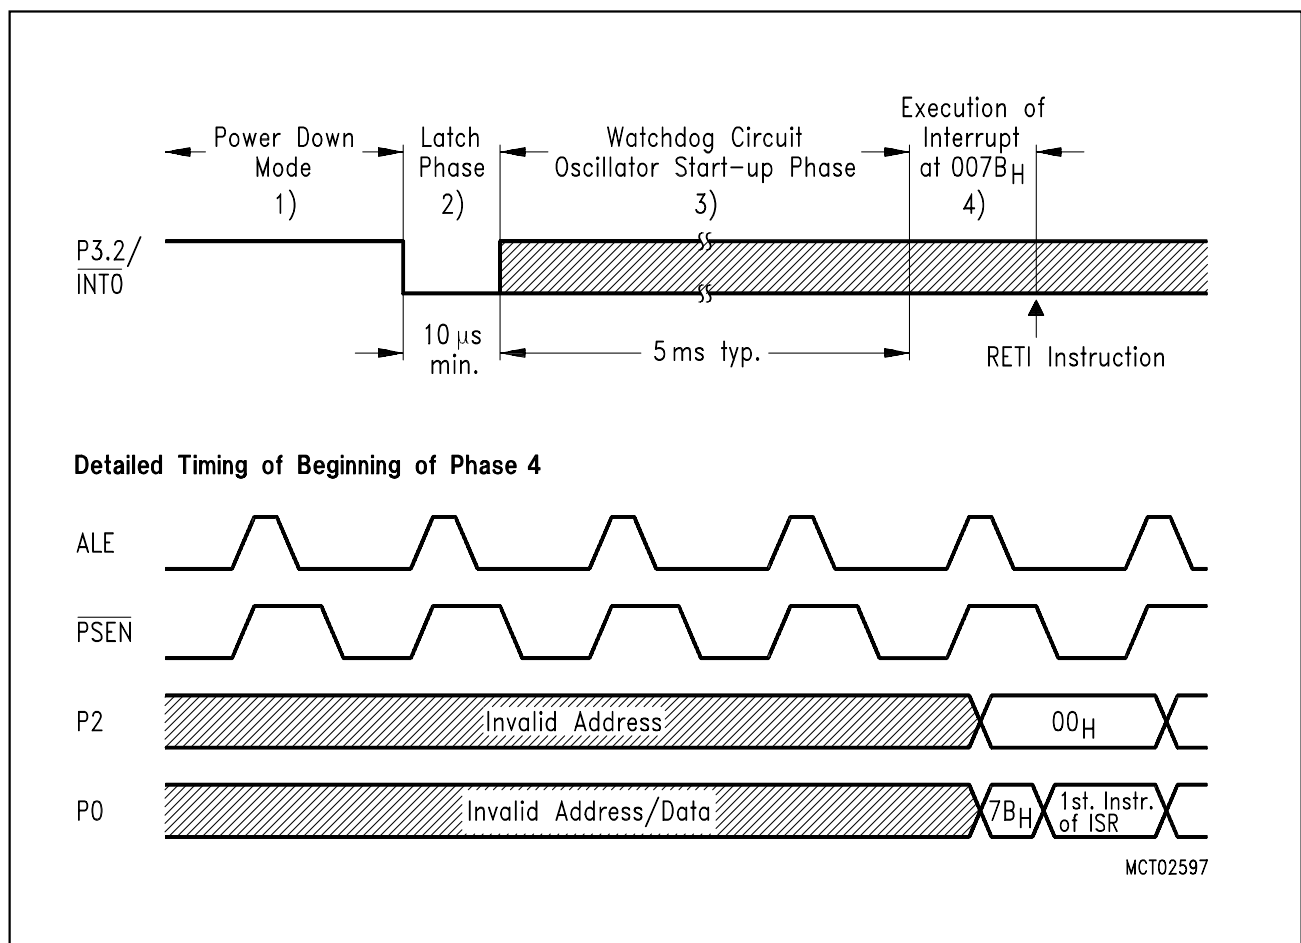 Power Down
Mode
1)
Latch
Phase
2)
Watchdog Circuit
Oscillator Start-up Phase
3)
Execution of
Interrupt
at 007BH
4)
P3.2/
INT0
10 µs
min.
5 ms typ.
RETI Instruction
Detailed Timing of Beginning of Phase 4
ALE
PSEN
P2
Invalid Address
00H
P0
Invalid Address/Data
7BH
1st. Instr.
of ISR
MCT02597